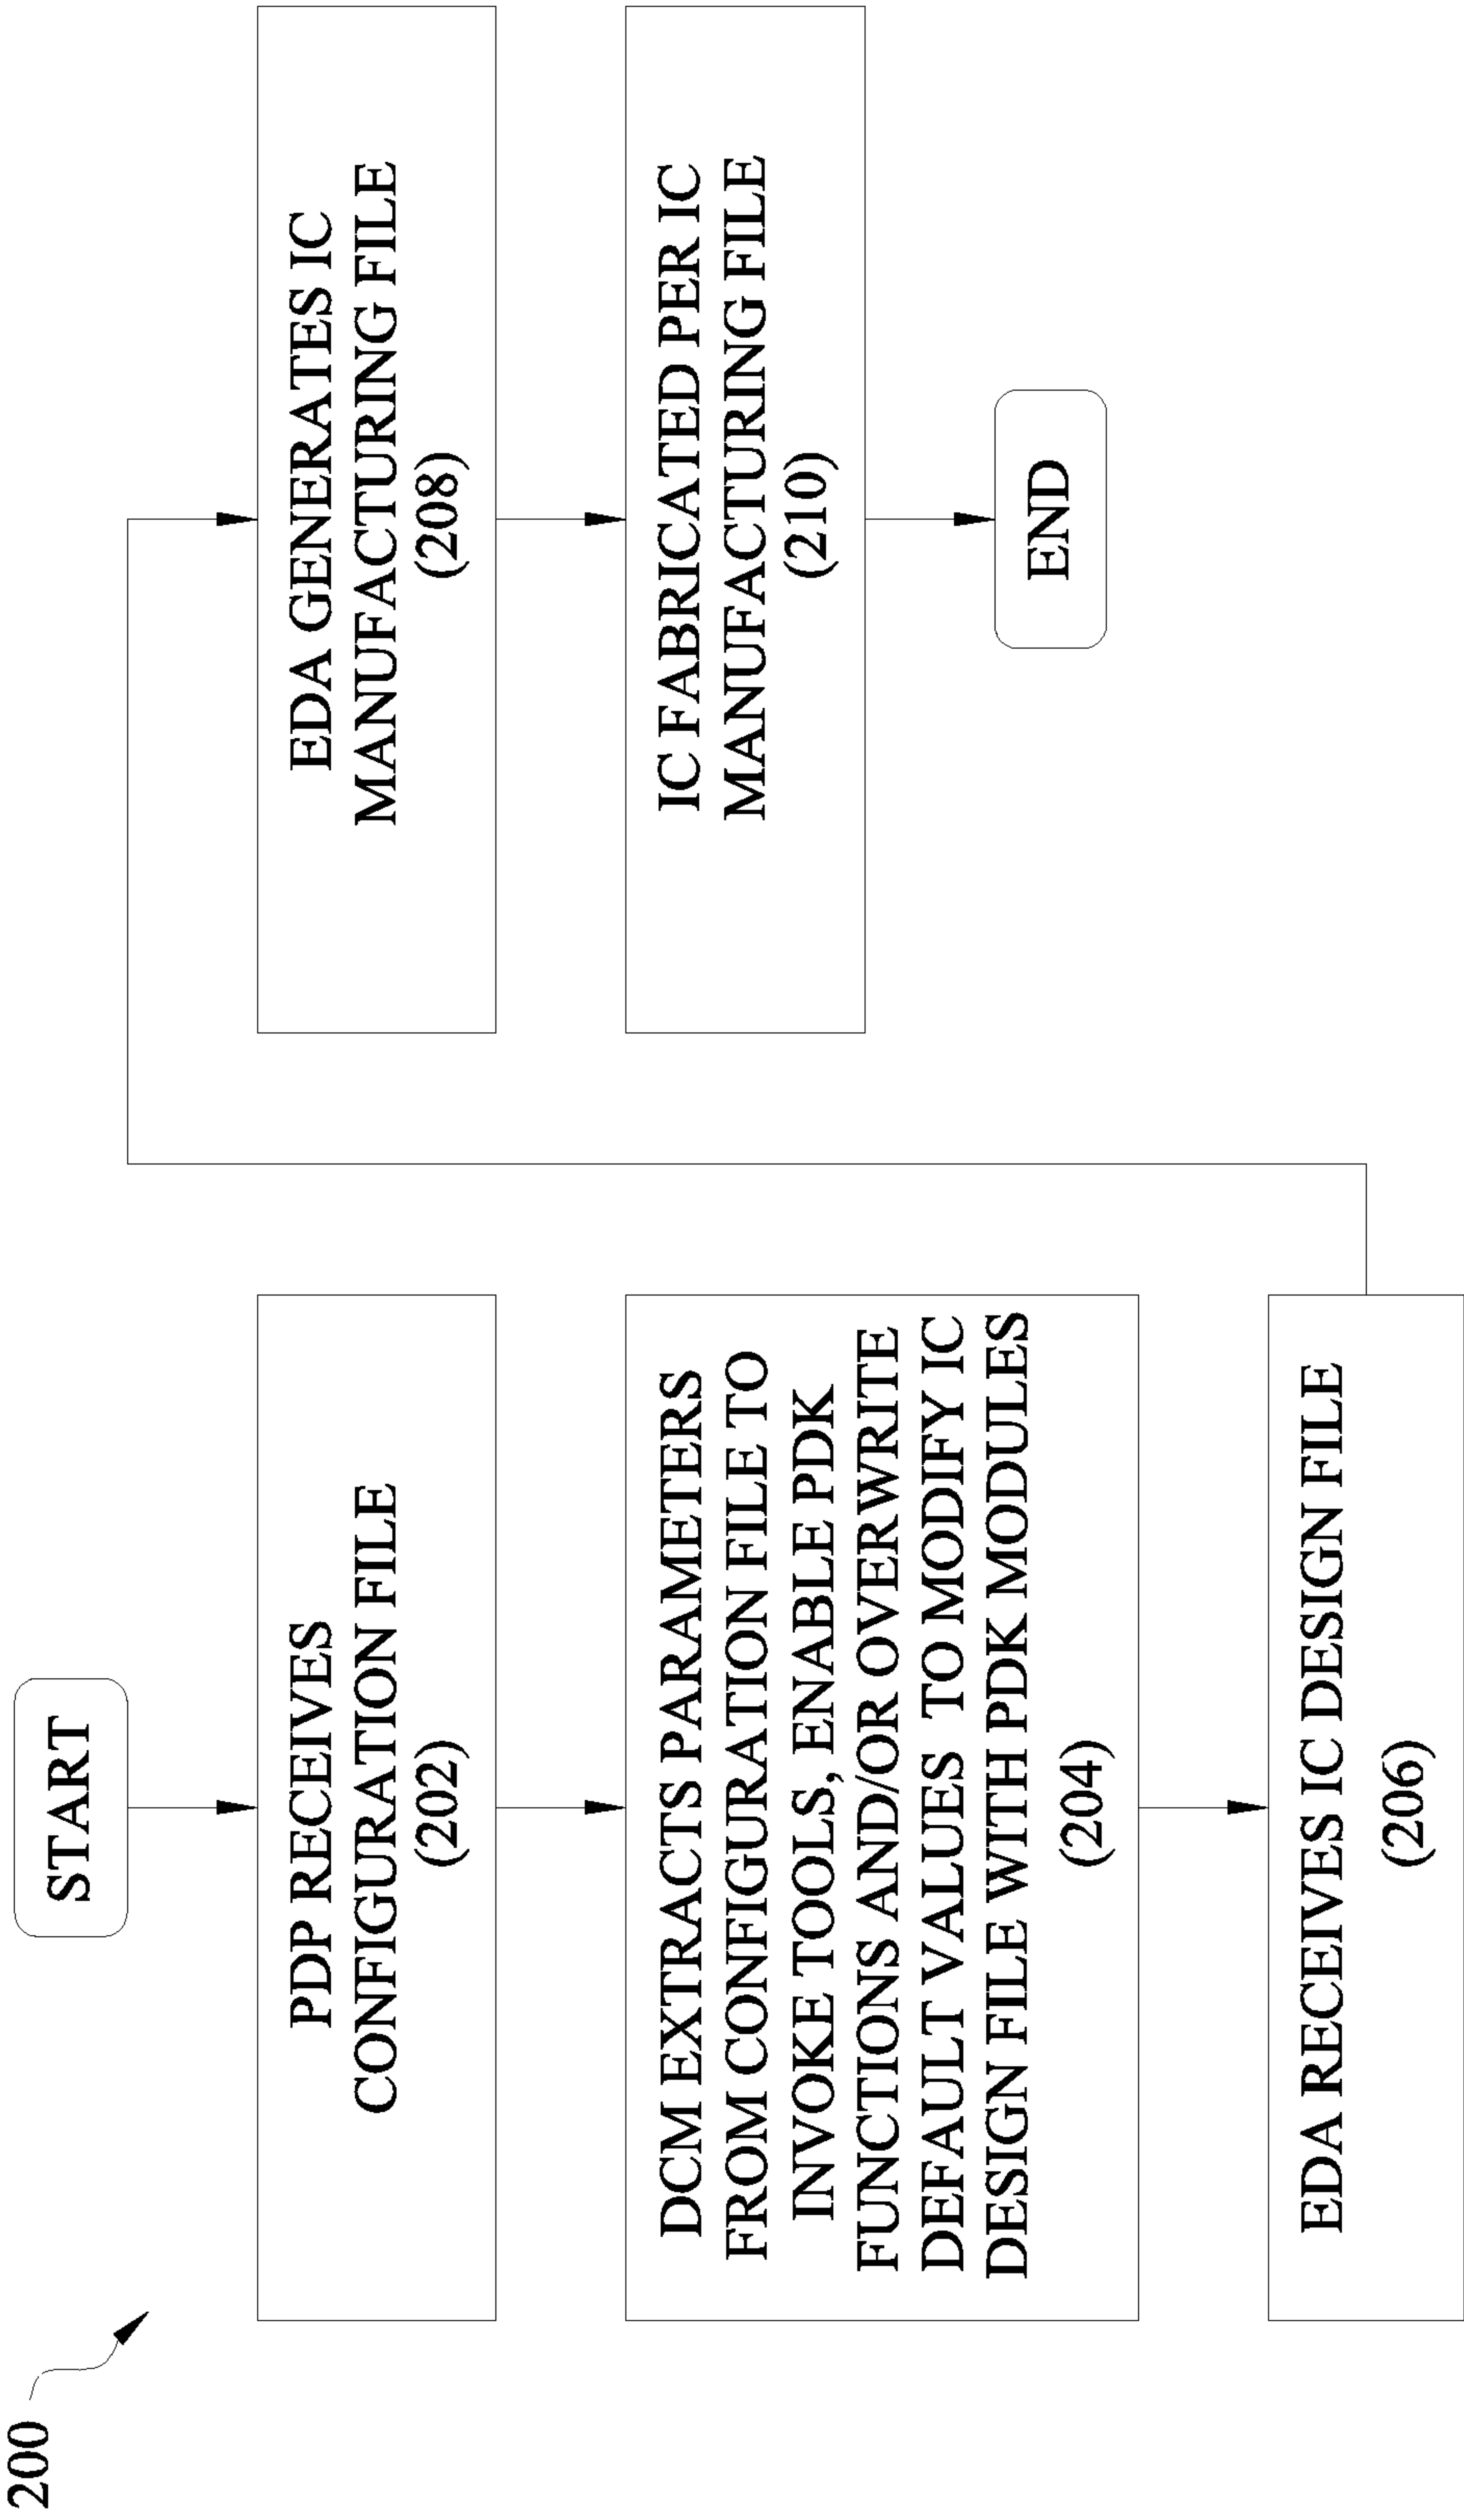 200
START
PDP RECEIVES
CONFIGURATION FILE
(202)
DCM EXTRACTS PARAMETERS
FROM CONFIGURATION FILE TO
INVOKE TOOLS, ENABLE PDK
FUNCTIONS AND/OR OVERWRITE
DEFAULT VALUES TO MODIFY IC
DESIGN FILE WITH PDK MODULES
(204)
EDA RECEIVES IC DESIGN FILE
(206)
EDA GENERATES IC
MANUFACTURING FILE
(208)
IC FABRICATED PER IC
MANUFACTURING FILE
(210)
END